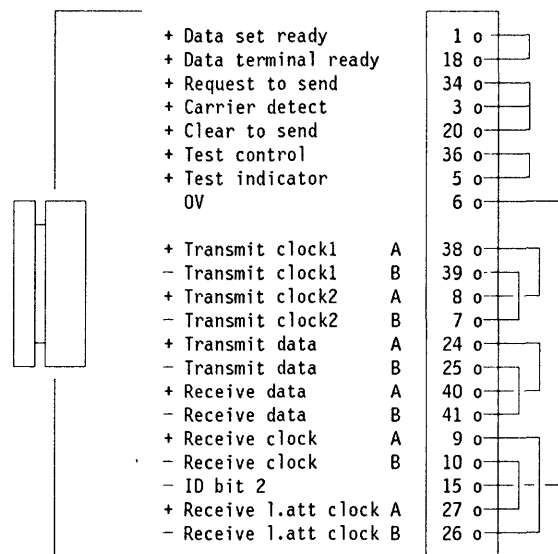 + Data set ready 1 o
+ Data terminal ready 18 o
+ Request to send 34 o
+ Carrier detect 3 o
+ Clear to send 20 o
+ Test control 36 o
+ Test indicator 5 o
OV 6 o
+ Transmit clock1 A 38 o
− Transmit clock1 B 39 o
+ Transmit clock2 A 8 o
− Transmit clock2 B 7 o
+ Transmit data A 24 o
− Transmit data B 25 o
+ Receive data A 40 o
− Receive data B 41 o
+ Receive clock A 9 o
− Receive clock B 10 o
− ID bit 2 15 o
+ Receive l.att clock A 27 o
− Receive l.att clock B 26 o